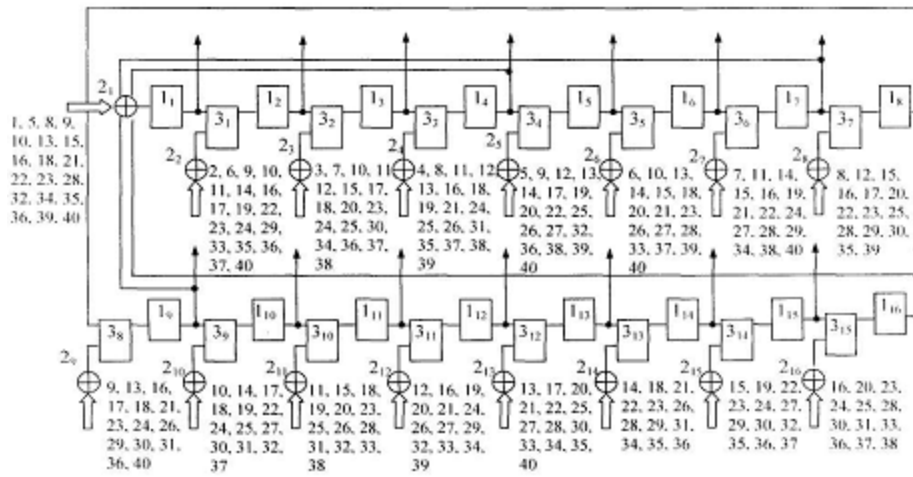 2₁
1₁
3₁
1₂
3₂
1₃
3₃
1₄
3₄
1₅
3₅
1₆
3₆
1₇
3₇
1₈
1, 5, 8, 9,
10, 13, 15,
16, 18, 21,
22, 23, 28,
32, 34, 35,
36, 39, 40
2₂
2, 6, 9, 10,
11, 14, 16,
17, 19, 22,
23, 24, 29,
33, 35, 36,
37, 40
2₃
3, 7, 10, 11
12, 15, 17,
18, 20, 23,
24, 25, 30,
34, 36, 37,
38
2₄
4, 8, 11, 12,
13, 16, 18,
19, 21, 24,
25, 26, 31,
35, 37, 38,
39
2₅
5, 9, 12, 13,
14, 17, 19,
20, 22, 25,
26, 27, 32,
36, 38, 39,
40
2₆
6, 10, 13,
14, 15, 18,
20, 21, 23,
26, 27, 28,
33, 37, 39,
40
2₇
7, 11, 14,
15, 16, 19,
21, 22, 24,
27, 28, 29,
34, 38, 40
2₈
8, 12, 15,
16, 17, 20,
22, 23, 25,
28, 29, 30,
35, 39
3₈
1₉
3₉
1₁₀
3₁₀
1₁₁
3₁₁
1₁₂
3₁₂
1₁₃
3₁₃
1₁₄
3₁₄
1₁₅
3₁₅
1₁₆
2₉
9, 13, 16,
17, 18, 21,
23, 24, 26,
29, 30, 31,
36, 40
2₁₀
10, 14, 17,
18, 19, 22,
24, 25, 27,
30, 31, 32,
37
2₁₁
11, 15, 18,
19, 20, 23,
25, 26, 28,
31, 32, 33,
38
2₁₂
12, 16, 19,
20, 21, 24,
26, 27, 29,
32, 33, 34,
39
2₁₃
13, 17, 20,
21, 22, 25,
27, 28, 30,
33, 34, 35,
40
2₁₄
14, 18, 21,
22, 23, 26,
28, 29, 31,
34, 35, 36
2₁₅
15, 19, 22,
23, 24, 27,
29, 30, 32,
35, 36, 37
2₁₆
16, 20, 23,
24, 25, 28,
30, 31, 33,
36, 37, 38